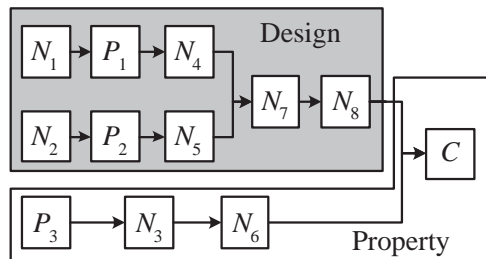 Design
N₁ P₁ N₄
N₇ N₈
N₂ P₂ N₅
C
P₃ N₃ N₆
Property